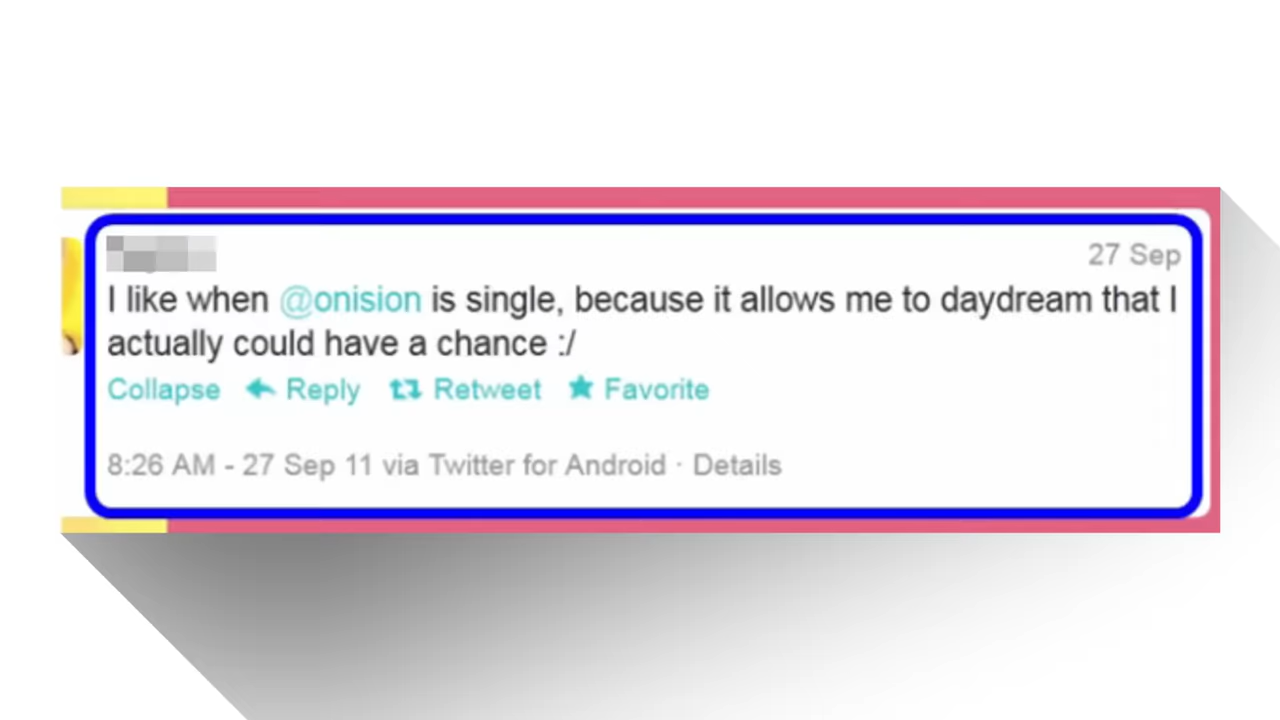 27 Sep
I like when @onision is single, because it allows me to daydream that I
actually could have a chance :/
Collapse Reply Retweet Favorite
8:26 AM - 27 Sep 11 via Twitter for Android · Details